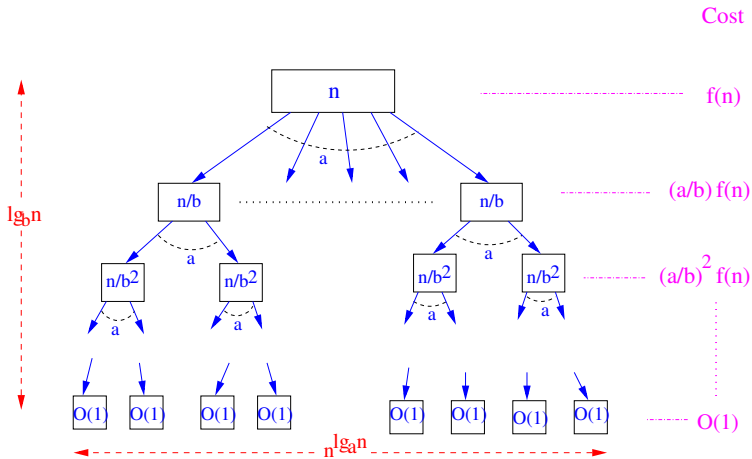 Cost
n
f(n)
a
n/b
n/b
(a/b) f(n)
lg_b n
a
a
n/b^2
n/b^2
n/b^2
n/b^2
(a/b)^2 f(n)
a
a
a
a
O(1)
O(1)
O(1)
O(1)
O(1)
O(1)
O(1)
O(1)
O(1)
n^lg_a n